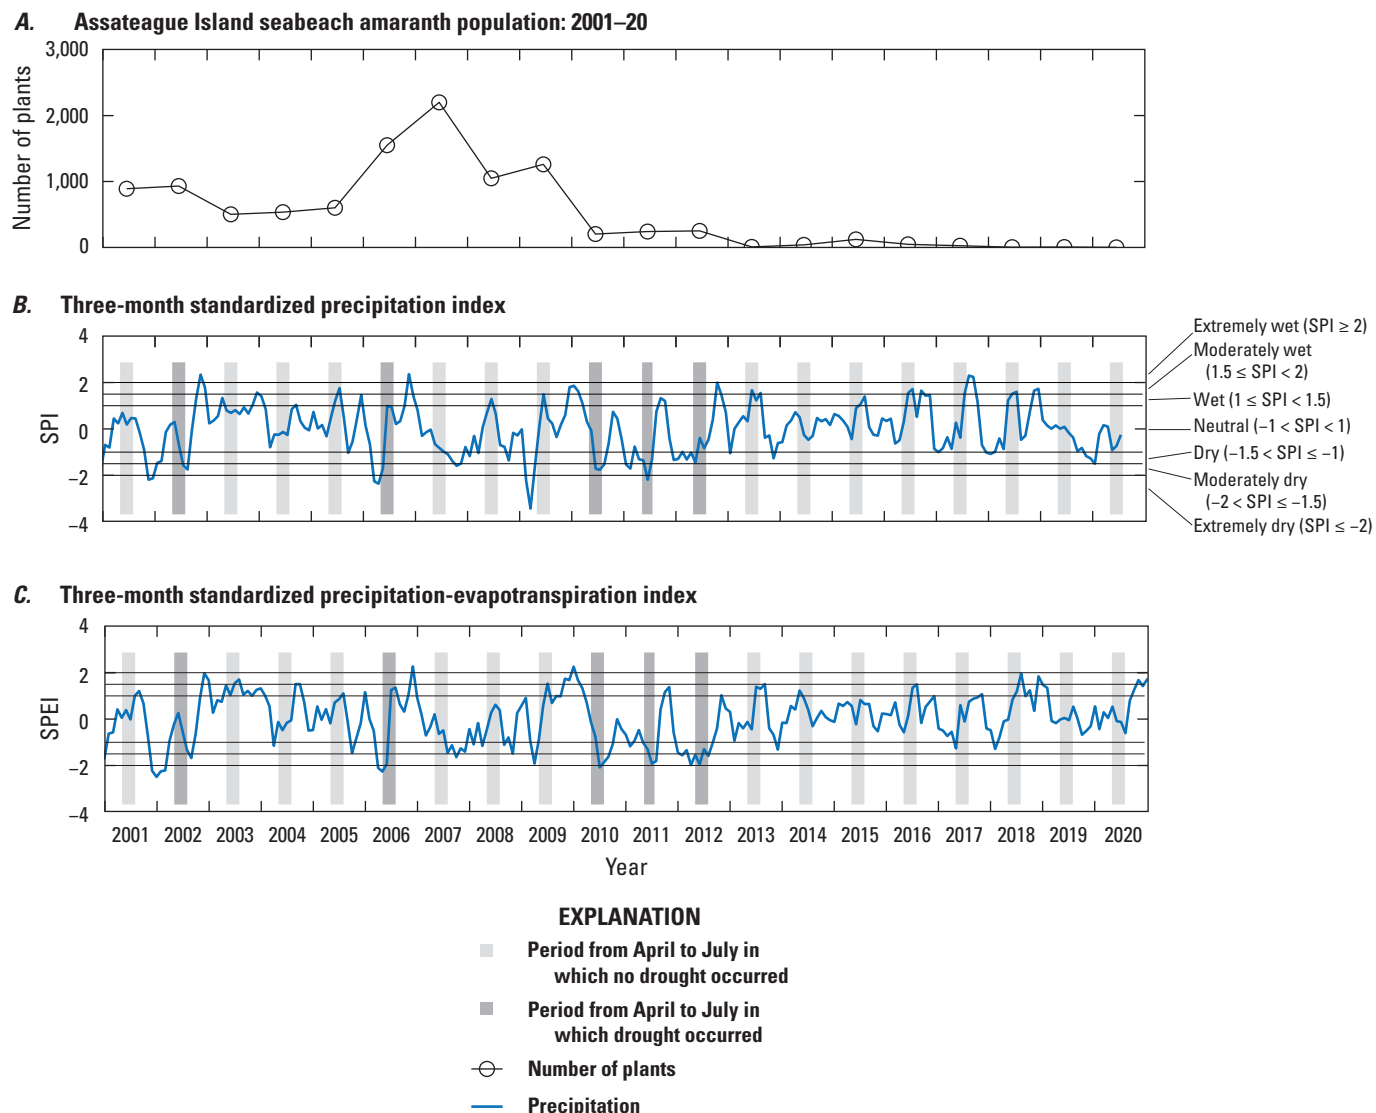 A. Assateague Island seabeach amaranth population: 2001–20
3,000
2,000
1,000
0
Number of plants
B. Three-month standardized precipitation index
4
2
0
−2
−4
SPI
Extremely wet (SPI ≥ 2)
Moderately wet
(1.5 ≤ SPI < 2)
Wet (1 ≤ SPI < 1.5)
Neutral (−1 < SPI < 1)
Dry (−1.5 < SPI ≤ −1)
Moderately dry
(−2 < SPI ≤ −1.5)
Extremely dry (SPI ≤ −2)
C. Three-month standardized precipitation-evapotranspiration index
4
2
0
−2
−4
SPEI
2001 2002 2003 2004 2005 2006 2007 2008 2009 2010 2011 2012 2013 2014 2015 2016 2017 2018 2019 2020
Year
EXPLANATION
Period from April to July in
which no drought occurred
Period from April to July in
which drought occurred
Number of plants
Precipitation